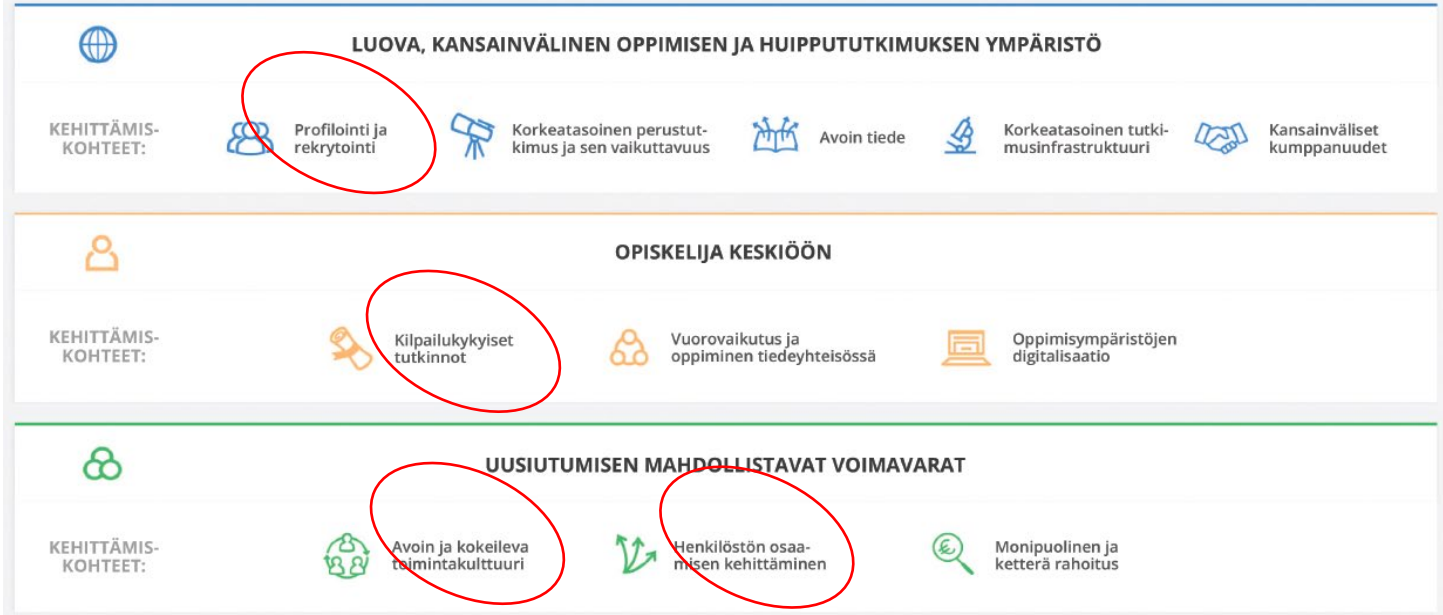 LUOVA, KANSAINVÄLINEN OPPIMISEN JA HUIPPUTUTKIMUKSEN YMPÄRISTÖ
KEHITTÄMIS-
KOHTEET:
Profilointi ja
rekrytointi
Korkeatasoinen perustut-
kimus ja sen vaikuttavuus
Avoin tiede
Korkeatasoinen tutki-
musinfrastruktuuri
Kansainväliset
kumppanuudet
OPISKELIJA KESKIÖÖN
KEHITTÄMIS-
KOHTEET:
Kilpailukykyiset
tutkinnot
Vuorovaikutus ja
oppiminen tiedeyhteisössä
Oppimisympäristöjen
digitalisaatio
UUSIUTUMISEN MAHDOLLISTAVAT VOIMAVARAT
KEHITTÄMIS-
KOHTEET:
Avoin ja kokeileva
toimintakulttuuri
Henkilöstön osaa-
misen kehittäminen
€
Monipuolinen ja
ketterä rahoitus